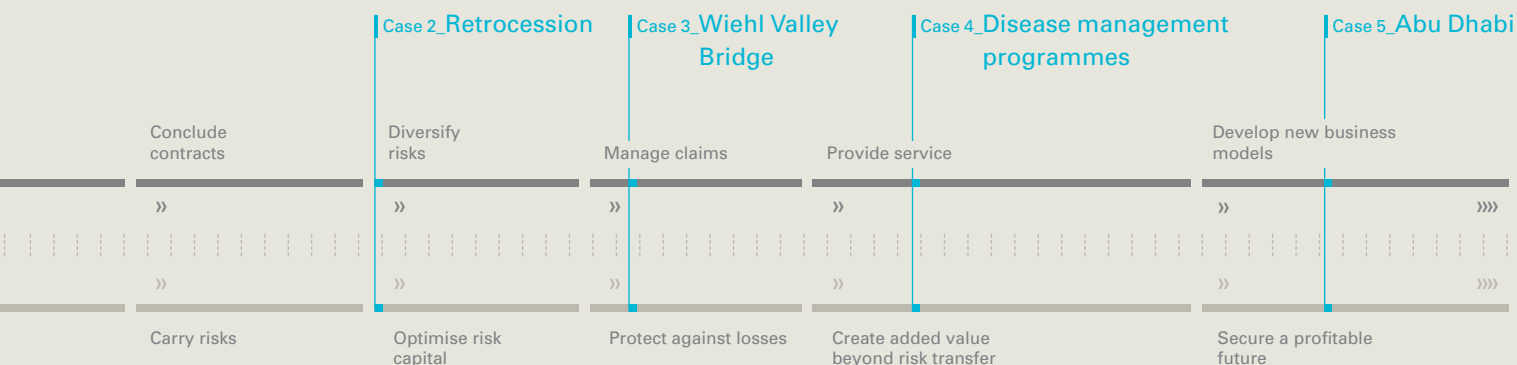 Case 2_Retrocession
Case 3_Wiehl Valley
Bridge
Case 4_Disease management
programmes
Case 5_Abu Dhabi
Conclude
contracts
Diversify
risks
Manage claims
Provide service
Develop new business
models
»
»
»
»
»
»»
»
»
»
»
»
»»
Carry risks
Optimise risk
capital
Protect against losses
Create added value
beyond risk transfer
Secure a profitable
future